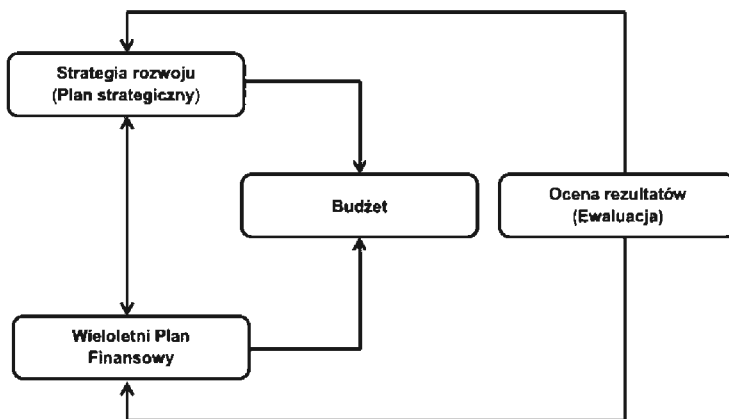 Strategia rozwoju
(Plan strategiczny)
Budżet
Ocena rezultatów
(Ewaluacja)
Wieloletni Plan
Finansowy